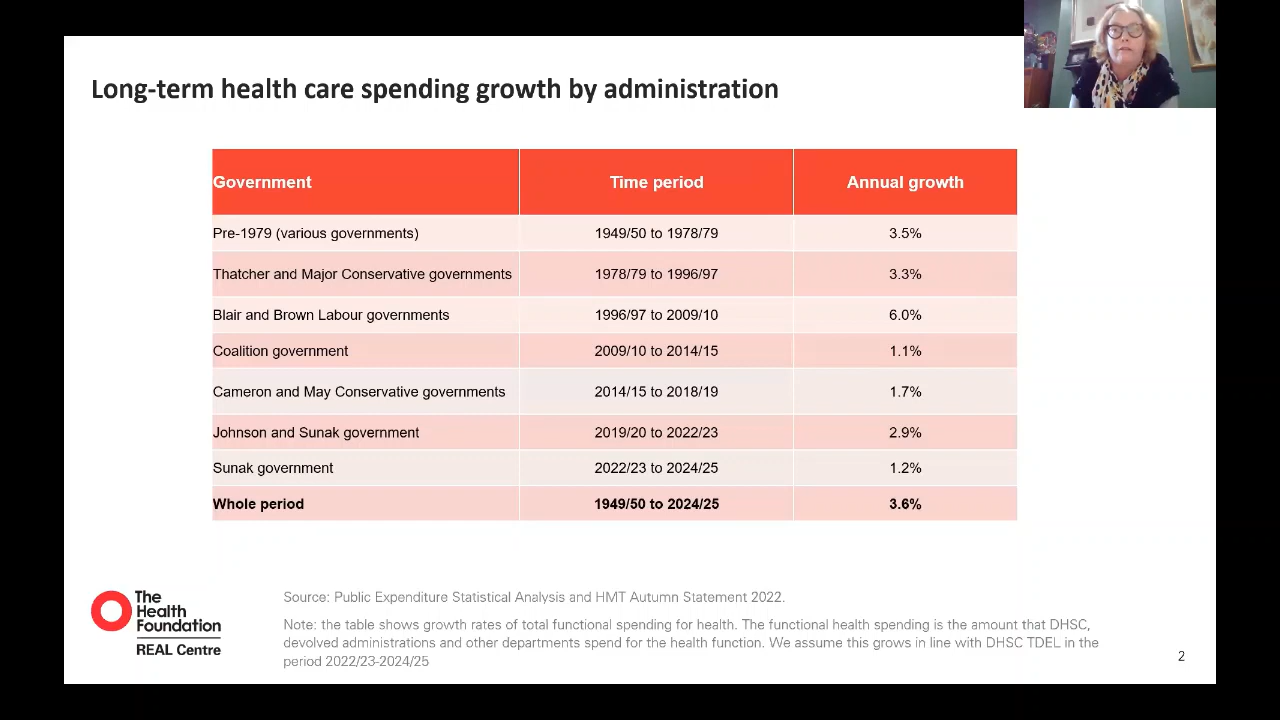 Long-term health care spending growth by administration
Government Time period Annual growth
Pre-1979 (various governments) 1949/50 to 1978/79 3.5%
Thatcher and Major Conservative governments 1978/79 to 1996/97 3.3%
Blair and Brown Labour governments 1996/97 to 2009/10 6.0%
Coalition government 2009/10 to 2014/15 1.1%
Cameron and May Conservative governments 2014/15 to 2018/19 1.7%
Johnson and Sunak government 2019/20 to 2022/23 2.9%
Sunak government 2022/23 to 2024/25 1.2%
Whole period 1949/50 to 2024/25 3.6%
The
Health
Foundation
REAL Centre
Source: Public Expenditure Statistical Analysis and HMT Autumn Statement 2022.
Note: the table shows growth rates of total functional spending for health. The functional health spending is the amount that DHSC,
devolved administrations and other departments spend for the health function. We assume this grows in line with DHSC TDEL in the
period 2022/23-2024/25
2